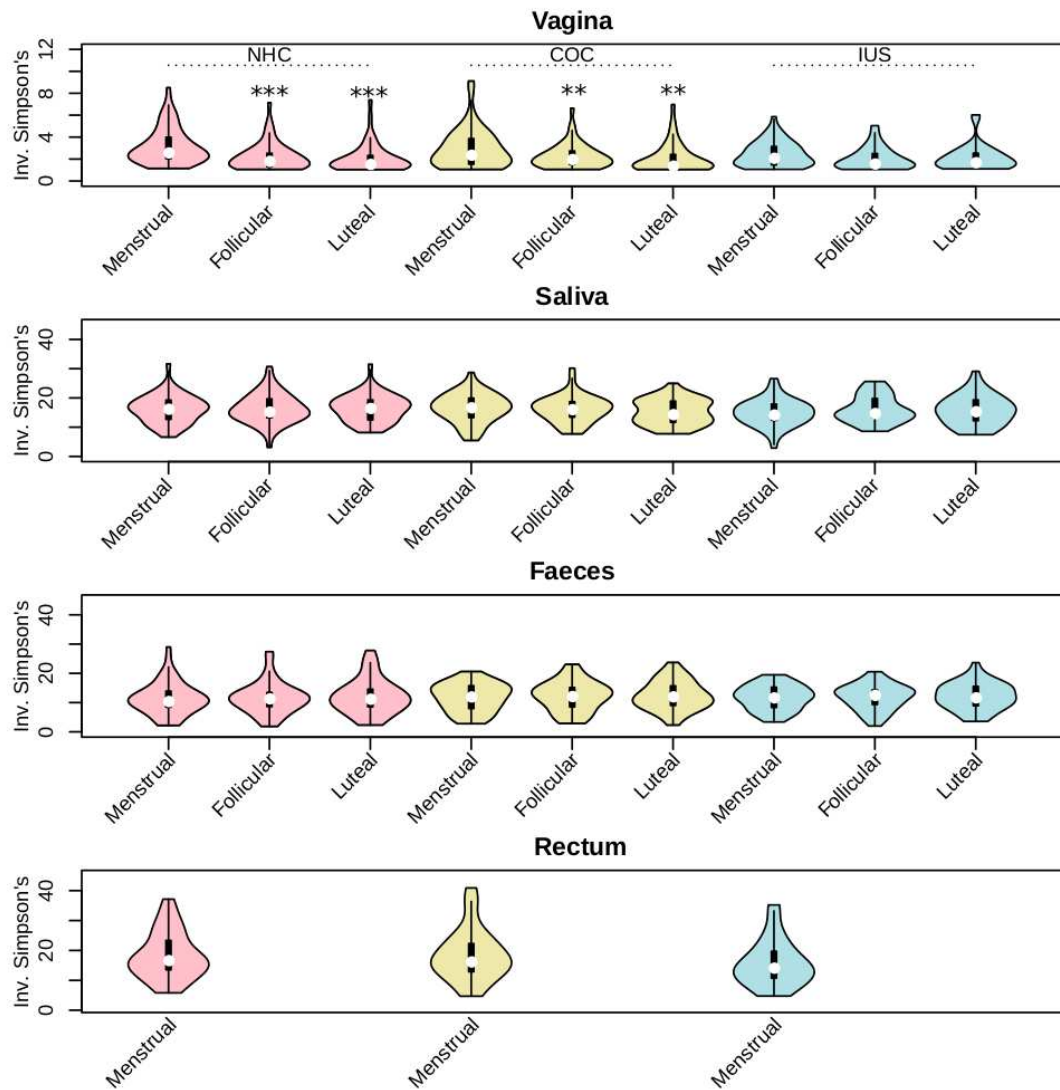 Vagina
Inv. Simpson's
12
8
4
0
NHC
COC
IUS
***
***
**
**
Menstrual
Follicular
Luteal
Menstrual
Follicular
Luteal
Menstrual
Follicular
Luteal
Saliva
Inv. Simpson's
40
20
0
Menstrual
Follicular
Luteal
Menstrual
Follicular
Luteal
Menstrual
Follicular
Luteal
Faeces
Inv. Simpson's
40
20
0
Menstrual
Follicular
Luteal
Menstrual
Follicular
Luteal
Menstrual
Follicular
Luteal
Rectum
Inv. Simpson's
40
20
0
Menstrual
Menstrual
Menstrual